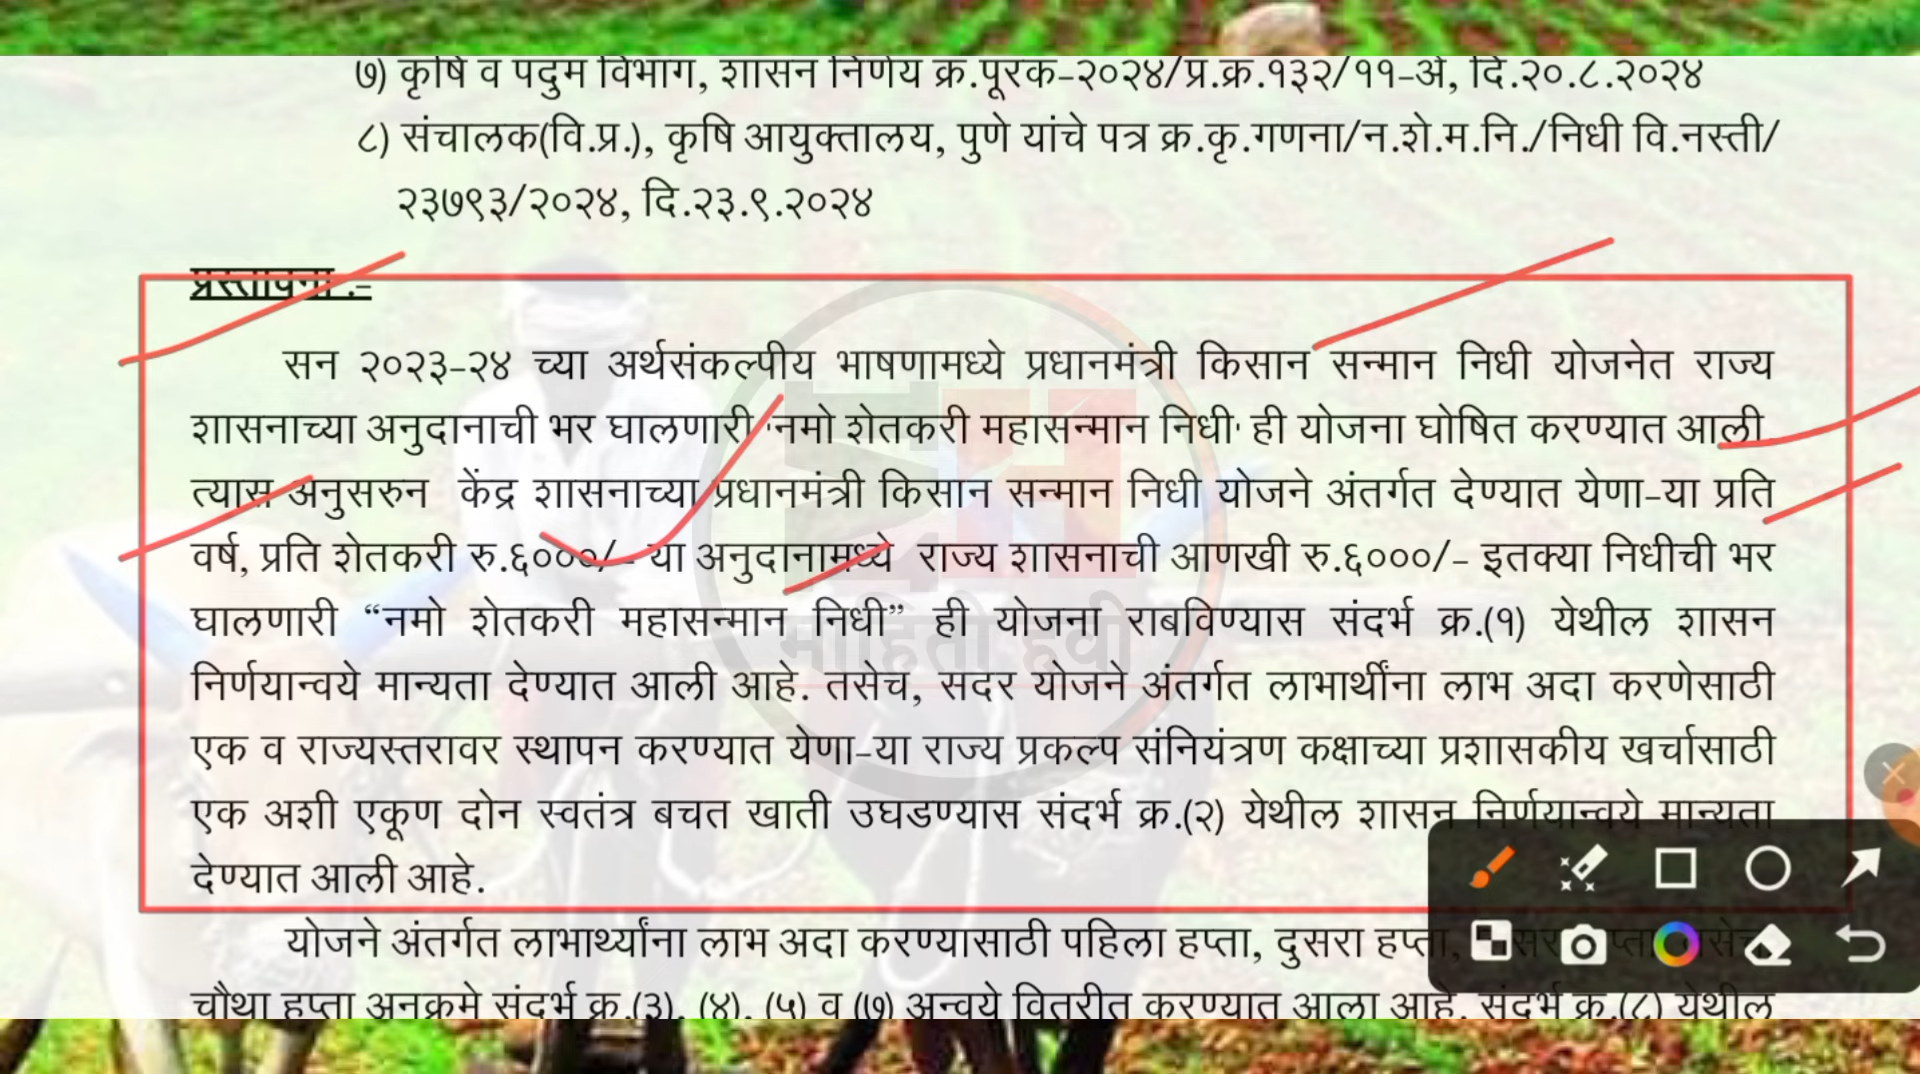 ७) कृषि व पदुम विभाग, शासन निर्णय क्र.पूरक-२०२४/प्र.क्र.१३२/११-अे, दि.२०.८.२०२४
८) संचालक(वि.प्र.), कृषि आयुक्तालय, पुणे यांचे पत्र क्र.कृ.गणना/न.शे.म.नि./निधी वि.नस्ती/
२३७९३/२०२४, दि.२३.९.२०२४
प्रस्तावना :-
सन २०२३-२४ च्या अर्थसंकल्पीय भाषणामध्ये प्रधानमंत्री किसान सन्मान निधी योजनेत राज्य
शासनाच्या अनुदानाची भर घालणारी 'नमो शेतकरी महासन्मान निधी' ही योजना घोषित करण्यात आली.
त्यास अनुसरुन केंद्र शासनाच्या प्रधानमंत्री किसान सन्मान निधी योजने अंतर्गत देण्यात येणा-या प्रति
वर्ष, प्रति शेतकरी रु.६०००/- या अनुदानामध्ये राज्य शासनाची आणखी रु.६०००/- इतक्या निधीची भर
घालणारी “नमो शेतकरी महासन्मान निधी” ही योजना राबविण्यास संदर्भ क्र.(१) येथील शासन
निर्णयान्वये मान्यता देण्यात आली आहे. तसेच, सदर योजने अंतर्गत लाभार्थींना लाभ अदा करणेसाठी
एक व राज्यस्तरावर स्थापन करण्यात येणा-या राज्य प्रकल्प संनियंत्रण कक्षाच्या प्रशासकीय खर्चासाठी
एक अशी एकूण दोन स्वतंत्र बचत खाती उघडण्यास संदर्भ क्र.(२) येथील शासन निर्णयान्वये मान्यता
देण्यात आली आहे.
योजने अंतर्गत लाभार्थ्यांना लाभ अदा करण्यासाठी पहिला हप्ता, दुसरा हप्ता,
चौथा हप्ता अनुक्रमे संदर्भ क्र.(३), (४), (५) व (७) अन्वये वितरीत करण्यात आला आहे. संदर्भ क्र.(८) येथील
माहिती हवी